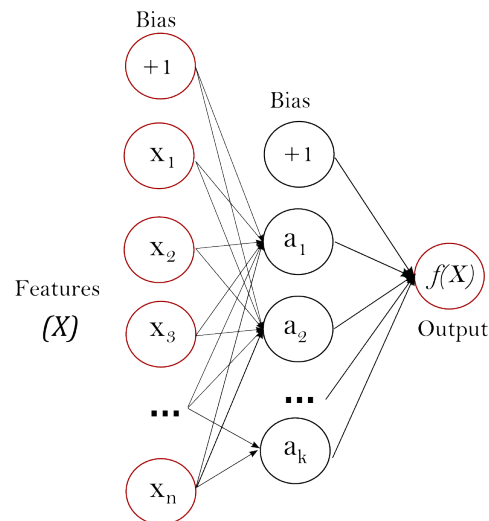 Bias
+1
Bias
x1
+1
x2
a1
Features
(X)
f(X)
x3
a2
Output
...
...
ak
xn